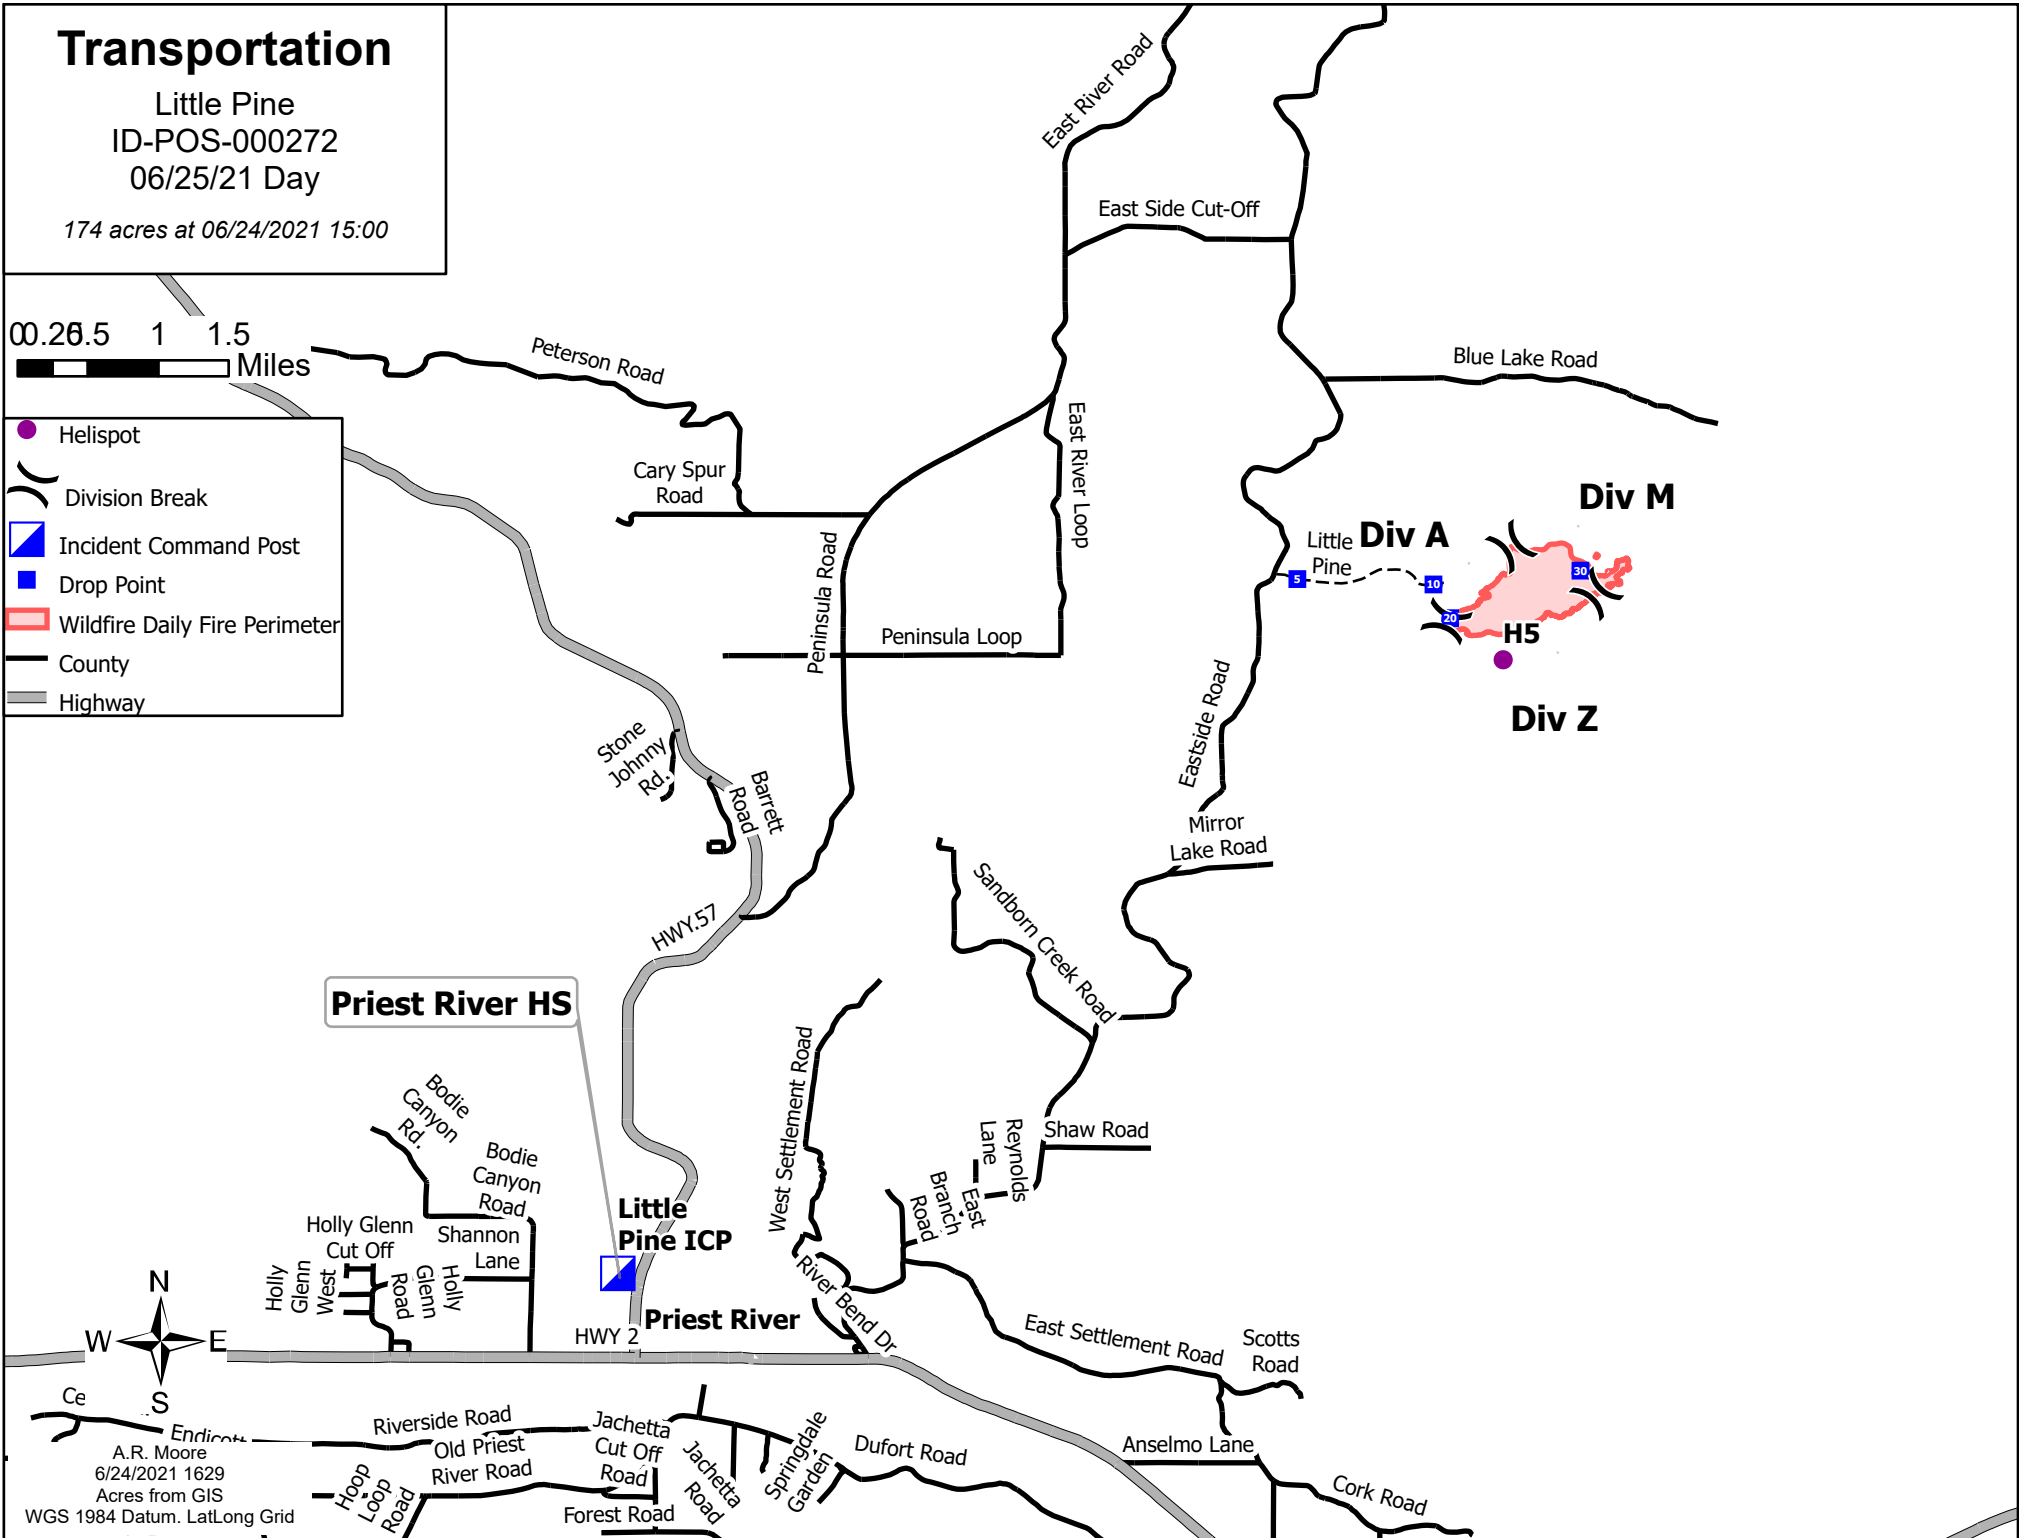 Transportation
Little Pine
ID-POS-000272
06/25/21 Day
174 acres at 06/24/2021 15:00
0 0.25 0.5 1 1.5
Miles
Helispot
Division Break
Incident Command Post
Drop Point
Wildfire Daily Fire Perimeter
County
Highway
East River Road
East Side Cut-Off
Blue Lake Road
Peterson Road
Cary Spur
Road
East River Loop
Peninsula Road
Peninsula Loop
Little
Pine
Div A
Div M
5
10
20
30
H5
Div Z
Eastside Road
Stone
Johnny
Rd.
Barrett
Road
Mirror
Lake Road
HWY.57
Sandborn Creek Road
Priest River HS
West Settlement Road
Bodie
Canyon
Rd.
Bodie
Canyon
Road
Reynolds
Lane
Shaw Road
East
Branch
Road
Little
Pine ICP
Holly Glenn
Cut Off
Shannon
Lane
Holly
Glenn
West
Holly
Glenn
Road
River Bend Dr
Priest River
HWY 2
East Settlement Road
Scotts
Road
N
W
E
S
Ce
Endicott
Riverside Road
Old Priest
River Road
Jachetta
Cut Off
Road
Jachetta
Road
Springdale
Garden
Dufort Road
Anselmo Lane
Cork Road
Hoop
Loop
Road
Forest Road
A.R. Moore
6/24/2021 1629
Acres from GIS
WGS 1984 Datum. LatLong Grid